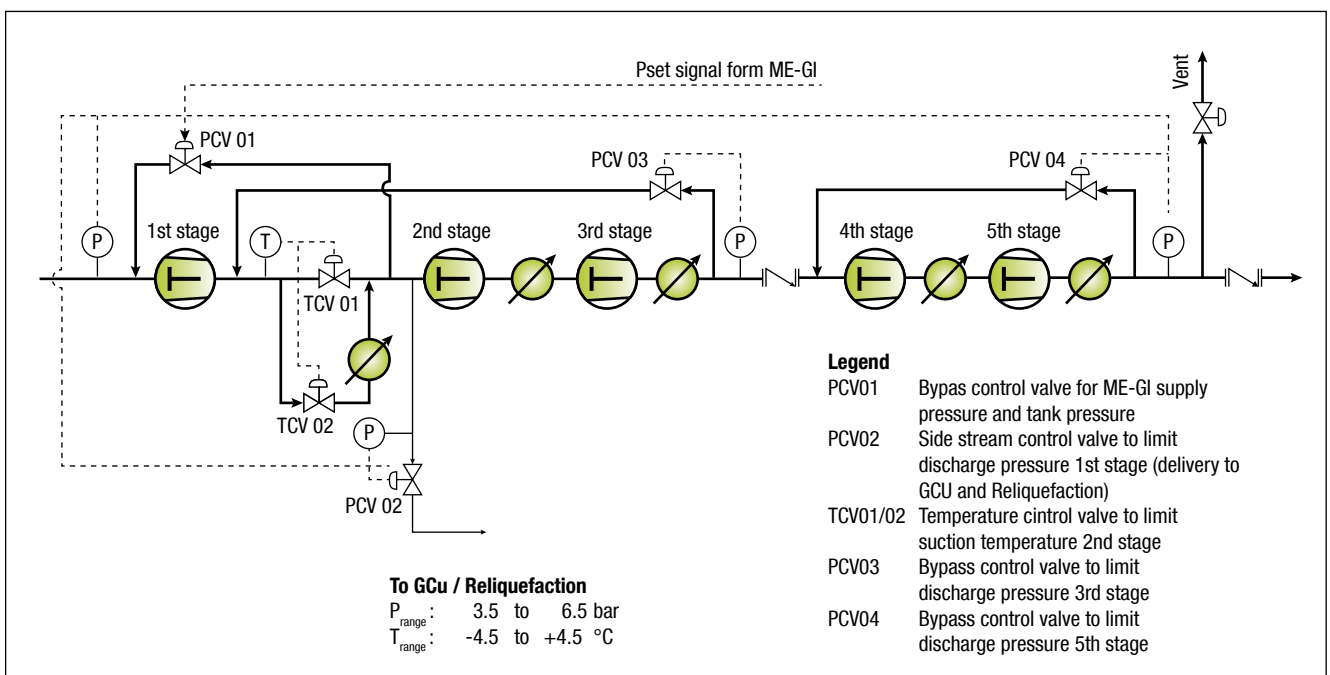 Pset signal form ME-GI
Vent
PCV 01
PCV 03
PCV 04
P
1st stage
T
2nd stage
3rd stage
P
4th stage
5th stage
P
TCV 01
TCV 02
P
PCV 02
To GCu / Reliquefaction
Prange: 3.5 to 6.5 bar
Trange: -4.5 to +4.5 °C
Legend
PCV01 Bypas control valve for ME-GI supply
pressure and tank pressure
PCV02 Side stream control valve to limit
discharge pressure 1st stage (delivery to
GCU and Reliquefaction)
TCV01/02 Temperature cintrol valve to limit
suction temperature 2nd stage
PCV03 Bypass control valve to limit
discharge pressure 3rd stage
PCV04 Bypass control valve to limit
discharge pressure 5th stage